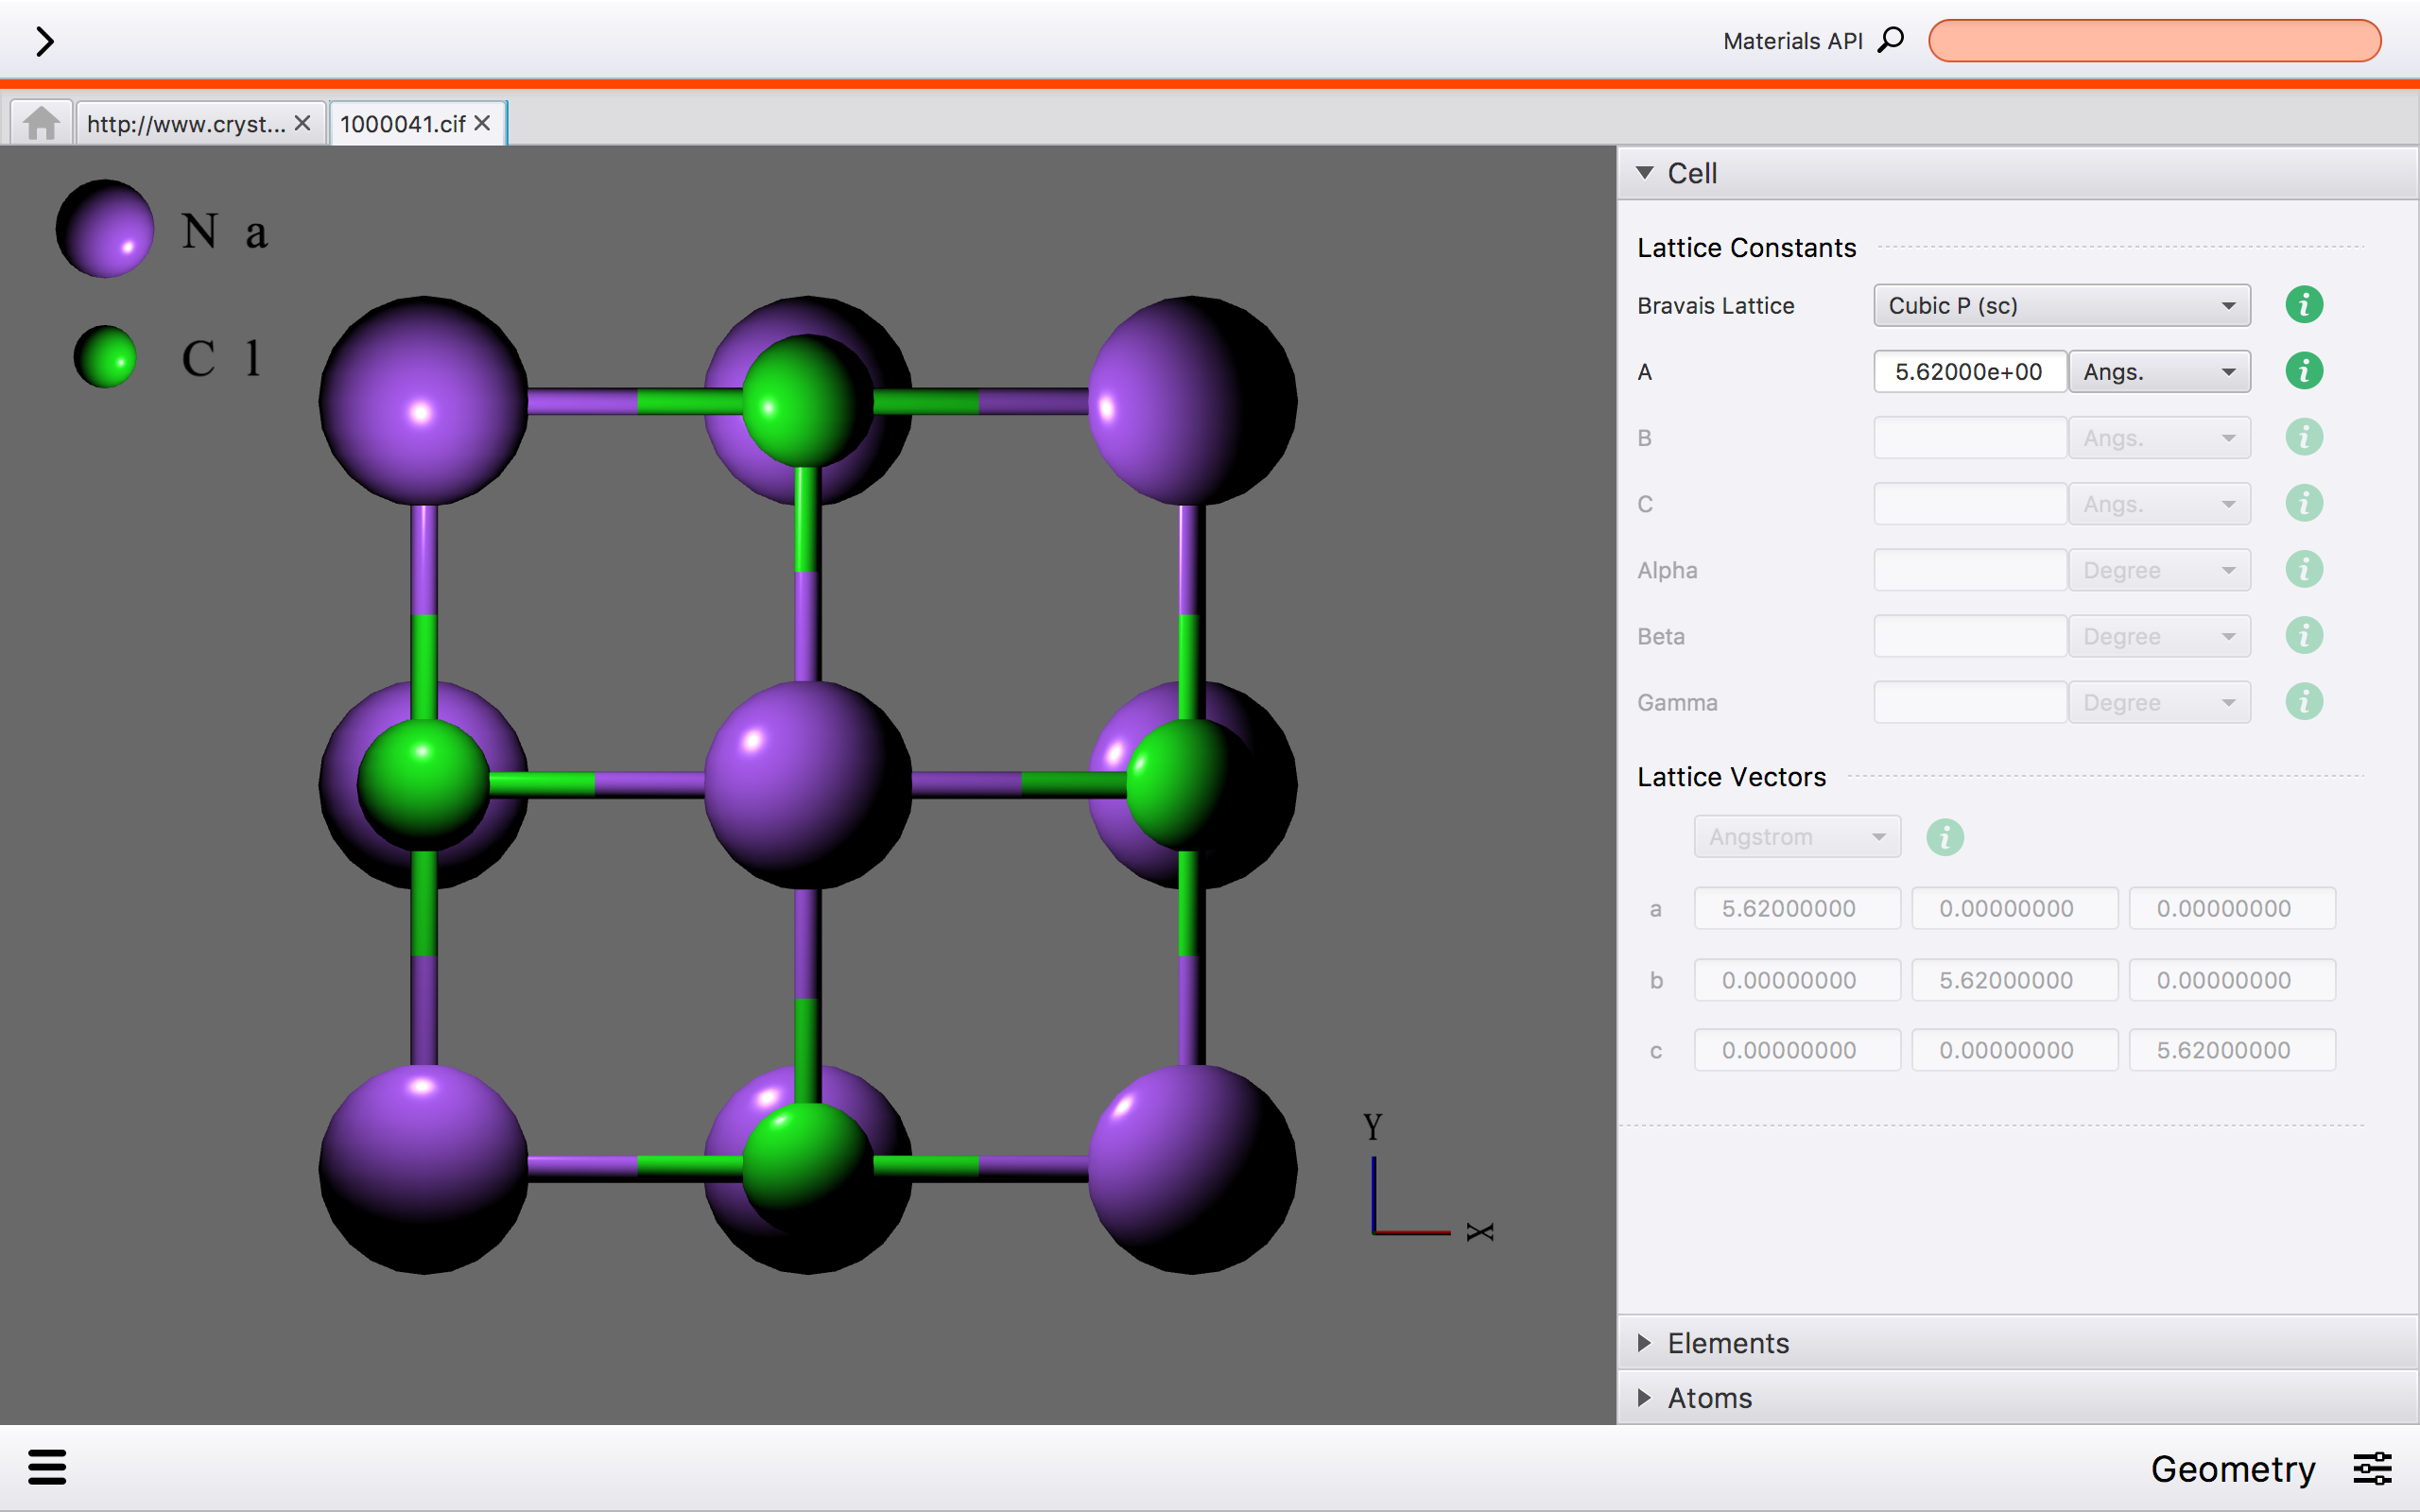 Materials API
http://www.cryst...
1000041.cif
N a
C l
Y
X
Cell
Lattice Constants
Bravais Lattice Cubic P (sc)
A 5.62000e+00 Angs.
B Angs.
C Angs.
Alpha Degree
Beta Degree
Gamma Degree
Lattice Vectors
Angstrom
a 5.62000000 0.00000000 0.00000000
b 0.00000000 5.62000000 0.00000000
c 0.00000000 0.00000000 5.62000000
Elements
Atoms
Geometry